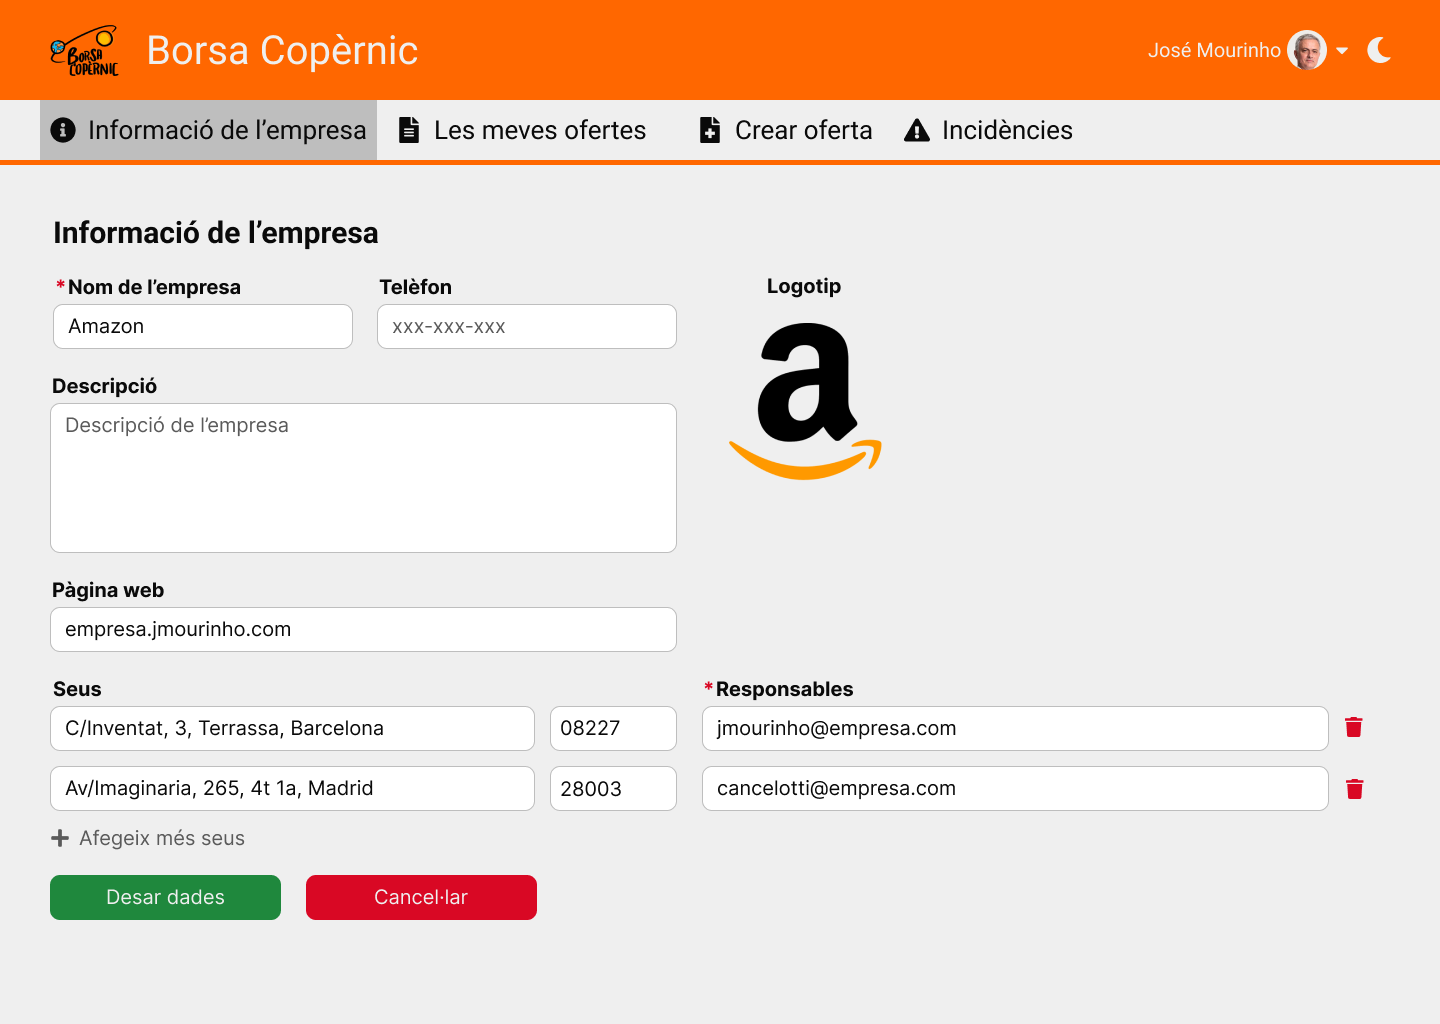 BORSA
COPÈRNIC
Borsa Copèrnic
José Mourinho
Informació de l’empresa
Les meves ofertes
Crear oferta
Incidències
Informació de l’empresa
*Nom de l’empresa
Telèfon
Logotip
Amazon
xxx-xxx-xxx
a
Descripció
Descripció de l’empresa
Pàgina web
empresa.jmourinho.com
Seus
*Responsables
C/Inventat, 3, Terrassa, Barcelona
08227
jmourinho@empresa.com
Av/Imaginaria, 265, 4t 1a, Madrid
28003
cancelotti@empresa.com
Afegeix més seus
Desar dades
Cancel·lar